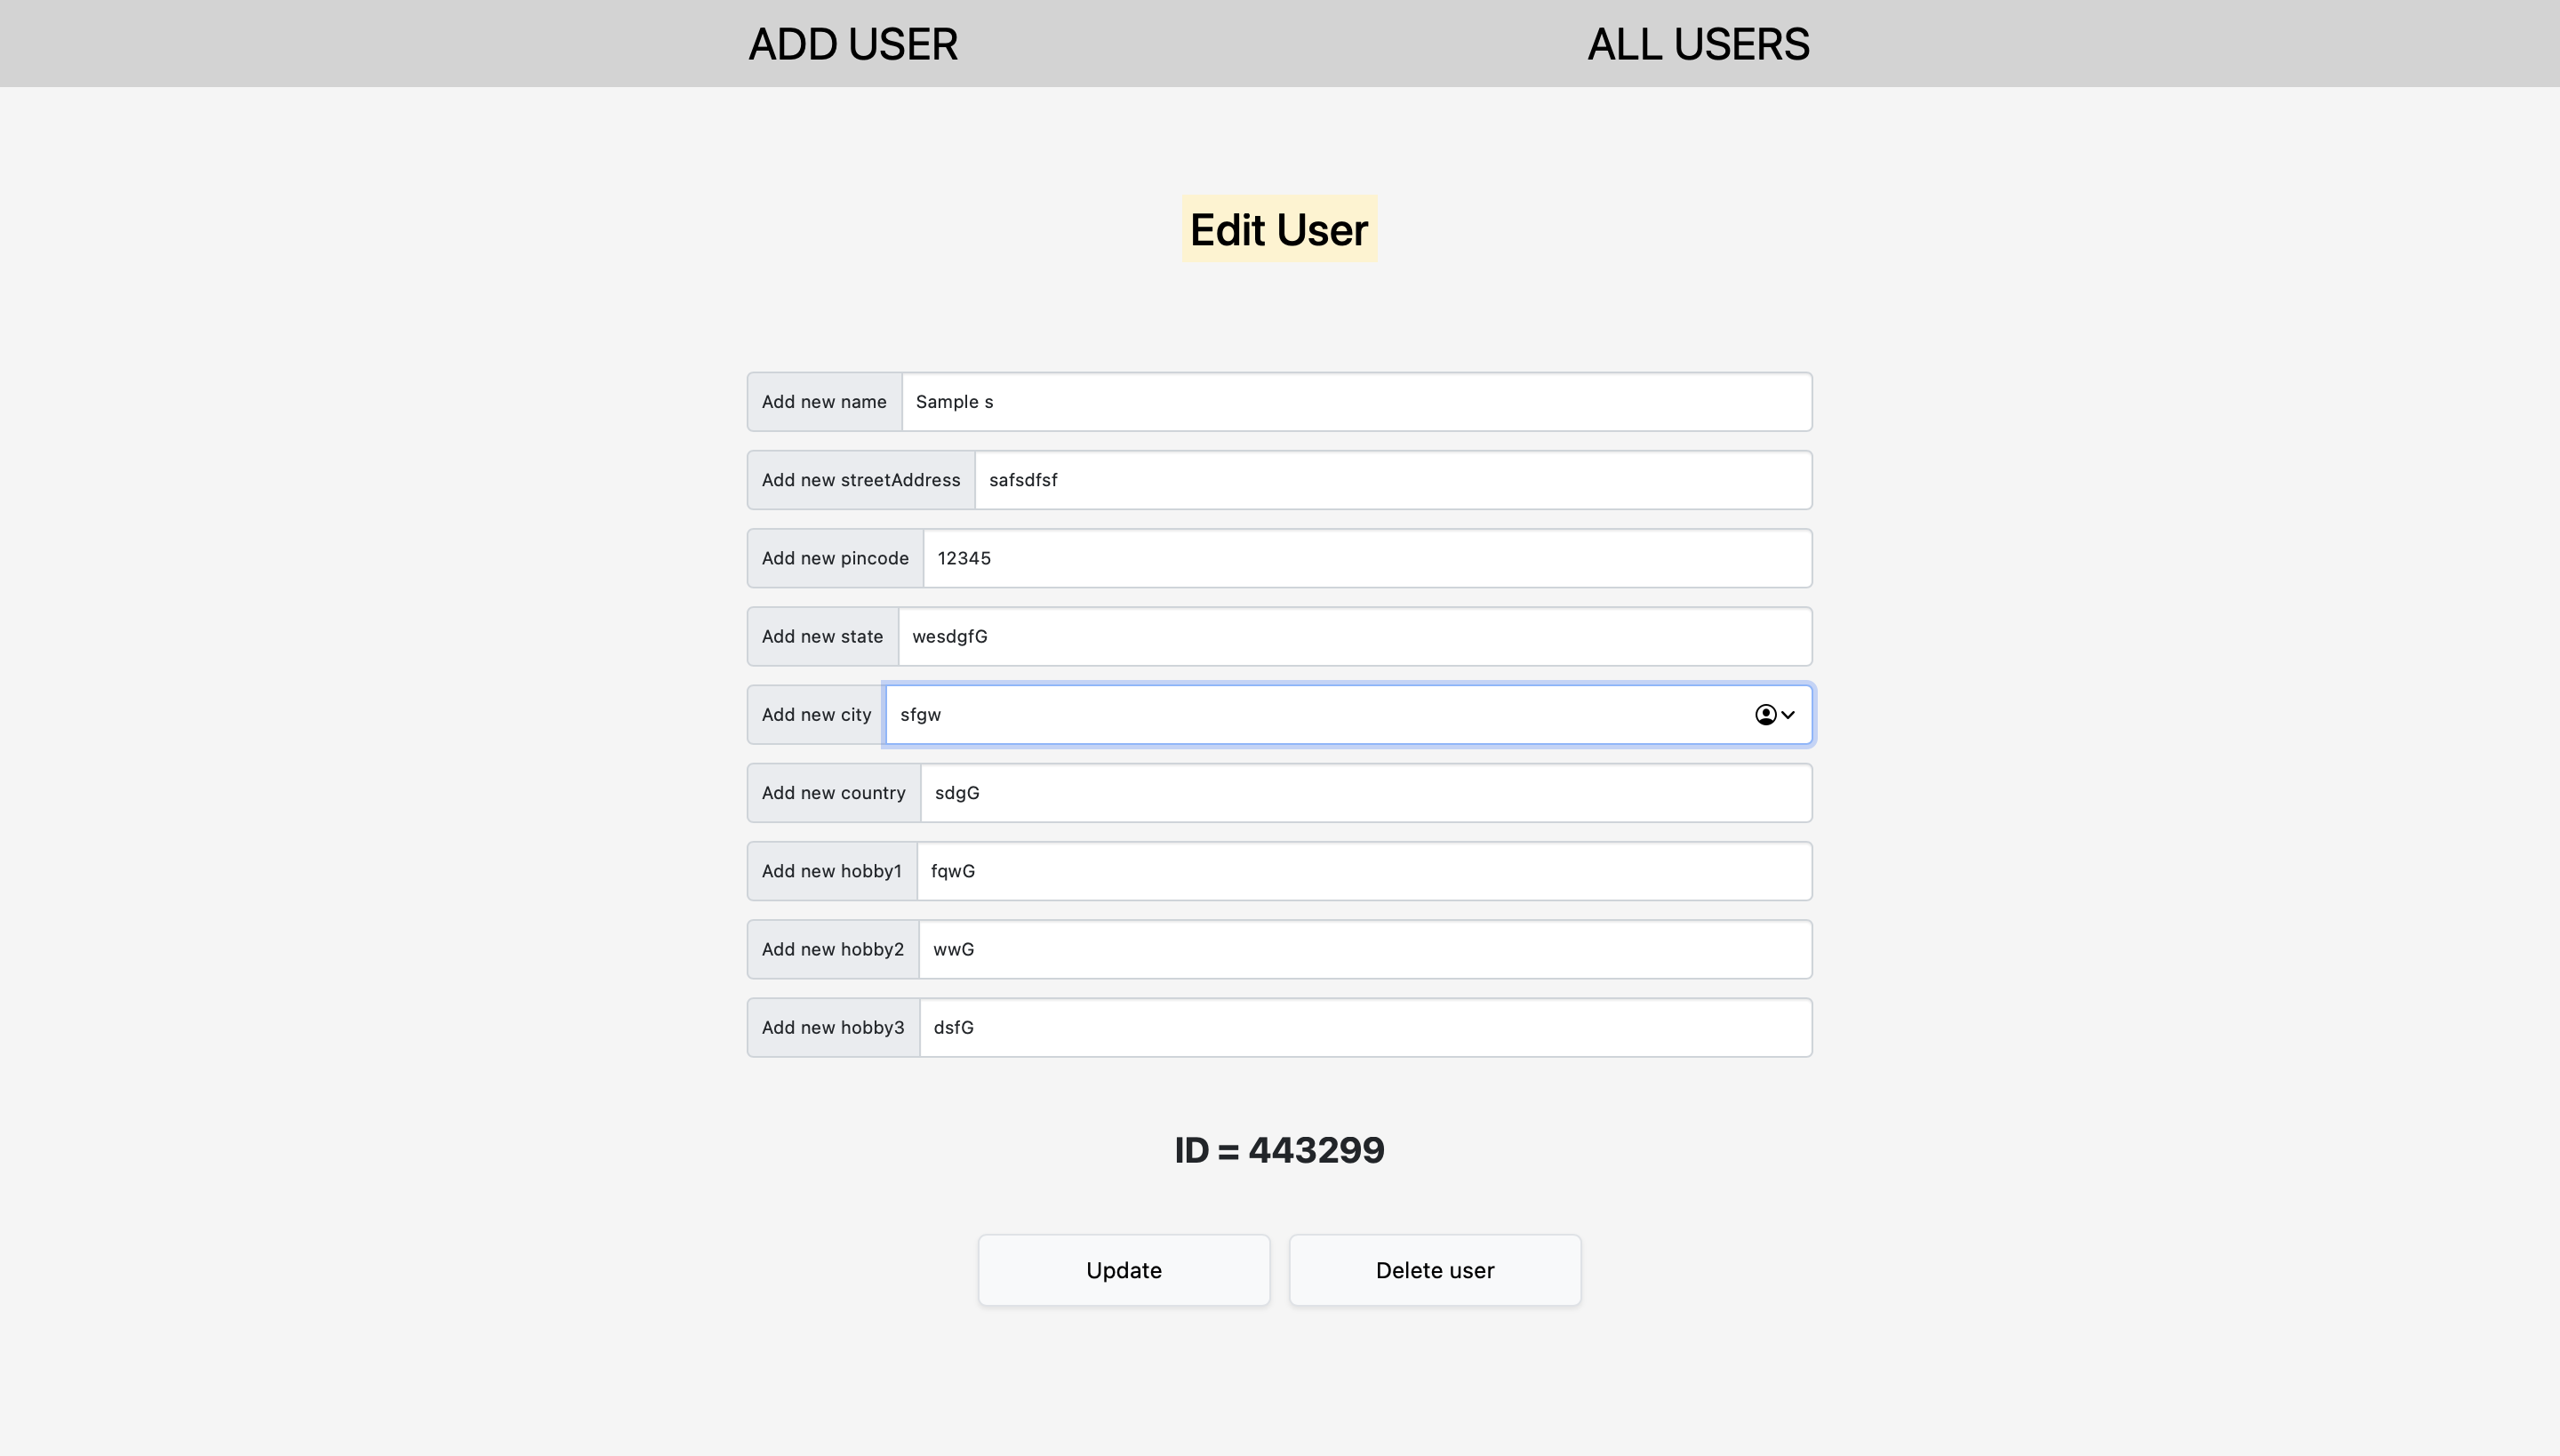 ADD USER ALL USERS
Edit User
Add new name Sample s
Add new streetAddress safsdfsf
Add new pincode 12345
Add new state wesdgfG
Add new city sfgw
Add new country sdgG
Add new hobby1 fqwG
Add new hobby2 wwG
Add new hobby3 dsfG
ID = 443299
Update Delete user